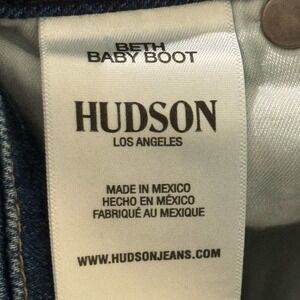 BETH
BABY BOOT
HUDSON
LOS ANGELES
MADE IN MEXICO
HECHO EN MÉXICO
FABRIQUÉ AU MEXIQUE
WWW.HUDSONJEANS.COM